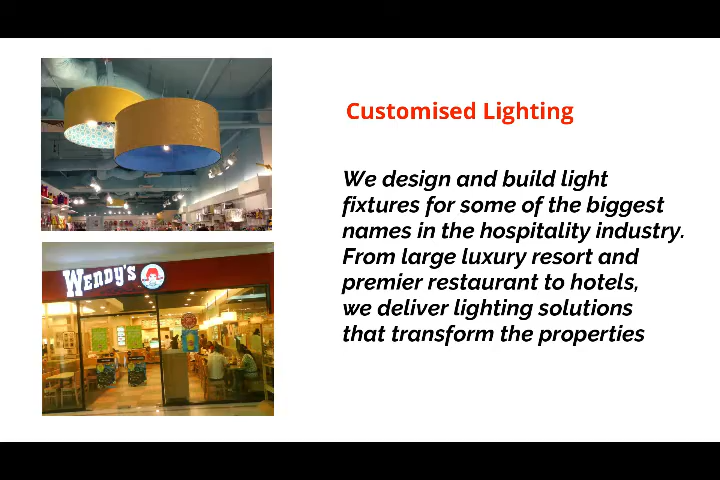 Customised Lighting
We design and build light
fixtures for some of the biggest
names in the hospitality industry.
From large luxury resort and
premier restaurant to hotels,
we deliver lighting solutions
that transform the properties
WENDY'S